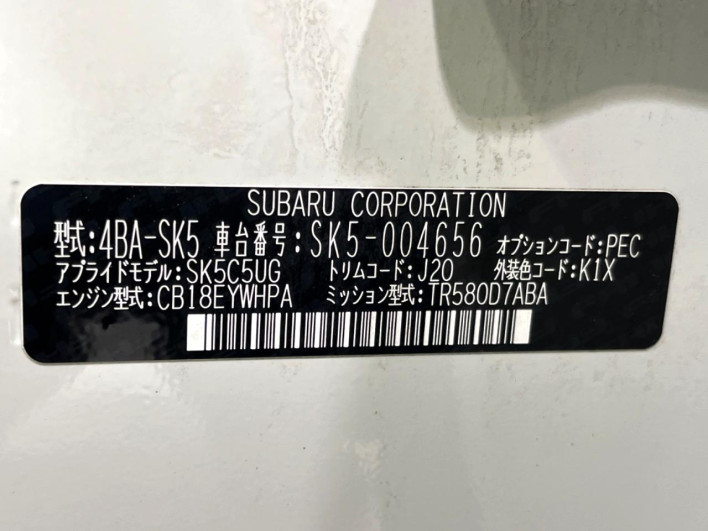 SUBARU CORPORATION
型式:4BA-SK5 車台番号:SK5-004656 オプションコード:PEC
アプライドモデル:SK5C5UG トリムコード:J20 外装色コード:K1X
エンジン型式:CB18EYWHPA ミッション型式:TR580D7ABA